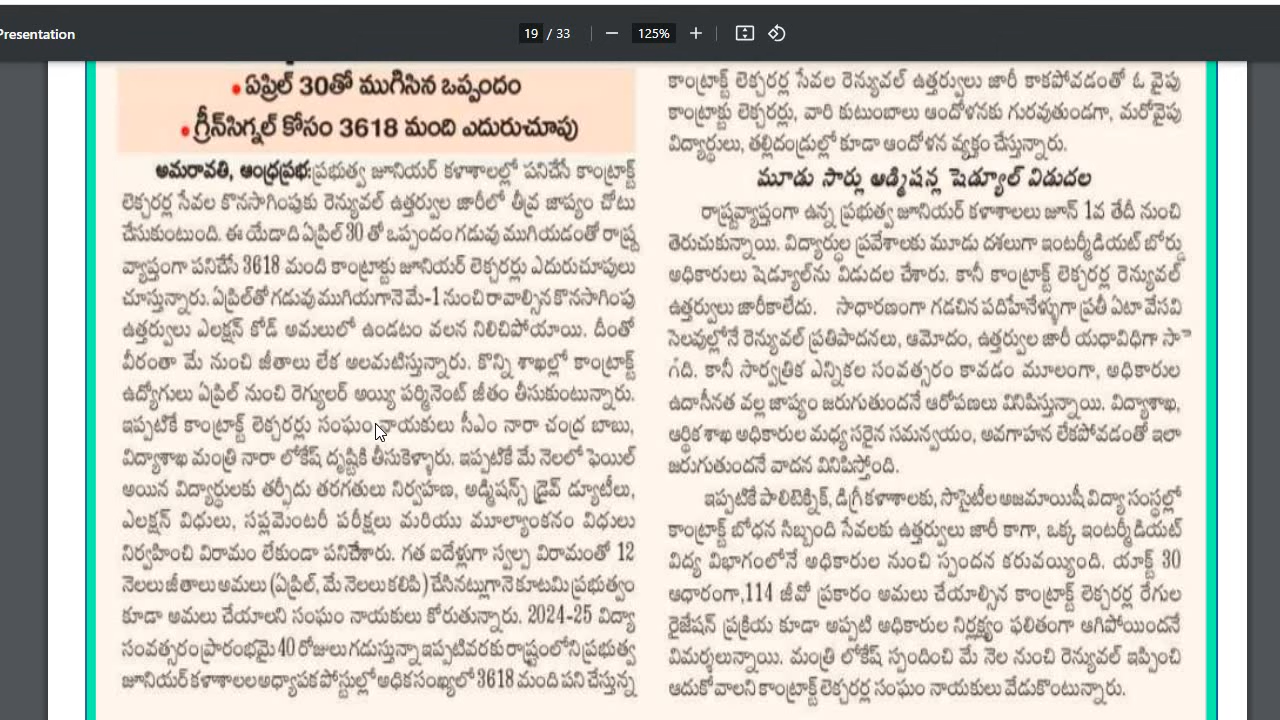 Presentation
19 / 33
125%
• ఏప్రిల్ 30తో ముగిసిన ఒప్పందం
• గ్రీన్‌సిగ్నల్ కోసం 3618 మంది ఎదురుచూపు
అమరావతి, ఆంధ్రప్రభ: ప్రభుత్వ జూనియర్ కళాశాలల్లో పనిచేసే కాంట్రాక్ట్
లెక్చరర్ల సేవల కొనసాగింపుకు రెన్యువల్ ఉత్తర్వుల జారీలో తీవ్ర జాప్యం చోటు
చేసుకుంటుంది. ఈ యేడాది ఏప్రిల్ 30 తో ఒప్పందం గడువు ముగియడంతో రాష్ట్ర
వ్యాప్తంగా పనిచేసే 3618 మంది కాంట్రాక్టు జూనియర్ లెక్చరర్లు ఎదురుచూపులు
చూస్తున్నారు. ఏప్రిల్‌తో గడువు ముగియగానె మే-1 నుంచి రావాల్సిన కొనసాగింపు
ఉత్తర్వులు ఎలక్షన్ కోడ్ అమలులో ఉండటం వలన నిలిచిపోయాయి. దీంతో
వీరంతా మే నుంచి జీతాలు లేక అలమటిస్తున్నారు. కొన్ని శాఖల్లో కాంట్రాక్ట్
ఉద్యోగులు ఏప్రిల్ నుంచి రెగ్యులర్ అయ్యి పర్మినెంట్ జీతం తీసుకుంటున్నారు.
ఇప్పటికే కాంట్రాక్ట్ లెక్చరర్లు సంఘం నాయకులు సీఎం నారా చంద్ర బాబు,
విద్యాశాఖ మంత్రి నారా లోకేష్ దృష్టికి తీసుకెళ్ళారు. ఇప్పటికే మే నెలలో ఫెయిల్
అయిన విద్యార్థులకు తర్ఫీదు తరగతులు నిర్వహణ, అడ్మిషన్స్ డ్రైవ్ డ్యూటీలు,
ఎలక్షన్ విధులు, సప్లమెంటరీ పరీక్షలు మరియు మూల్యాంకనం విధులు
నిర్వహించి విరామం లేకుండా పనిచేశారు. గత ఐదేళ్లుగా స్వల్ప విరామంతో 12
నెలలు జీతాలు అమలు (ఏప్రిల్, మే నెలలు కలిపి) చేసినట్లుగానె కూటమి ప్రభుత్వం
కూడా అమలు చేయాలని సంఘం నాయకులు కోరుతున్నారు. 2024-25 విద్యా
సంవత్సరం ప్రారంభమై 40 రోజులు గడుస్తున్నా ఇప్పటివరకు రాష్ట్రంలోని ప్రభుత్వ
జూనియర్ కళాశాలల అధ్యాపక పోస్టుల్లో అధిక సంఖ్యలో 3618 మంది పని చేస్తున్న
కాంట్రాక్ట్ లెక్చరర్ల సేవల రెన్యువల్ ఉత్తర్వులు జారీ కాకపోవడంతో ఓ వైపు
కాంట్రాక్టు లెక్చరర్లు, వారి కుటుంబాలు ఆందోళనకు గురవుతుండగా, మరోవైపు
విద్యార్థులు, తల్లిదండ్రుల్లో కూడా ఆందోళన వ్యక్తం చేస్తున్నారు.
మూడు సార్లు అడ్మిషన్ల షెడ్యూల్ విడుదల
రాష్ట్రవ్యాప్తంగా ఉన్న ప్రభుత్వ జూనియర్ కళాశాలలు జూన్ 1వ తేదీ నుంచి
తెరుచుకున్నాయి. విద్యార్థుల ప్రవేశాలకు మూడు దశలుగా ఇంటర్మీడియట్ బోర్డు
అధికారులు షెడ్యూల్‌ను విడుదల చేశారు. కానీ కాంట్రాక్ట్ లెక్చరర్ల రెన్యువల్
ఉత్తర్వులు జారీకాలేదు. సాధారణంగా గడచిన పదిహేనేళ్ళుగా ప్రతీ ఏటా వేసవి
సెలవుల్లోనే రెన్యువల్ ప్రతిపాదనలు, ఆమోదం, ఉత్తర్వుల జారీ యధావిధిగా సా
గేది. కానీ సార్వత్రిక ఎన్నికల సంవత్సరం కావడం మూలంగా, అధికారుల
ఉదాసీనత వల్ల జాప్యం జరుగుతుందనే ఆరోపణలు వినిపిస్తున్నాయి. విద్యాశాఖ,
ఆర్థిక శాఖ అధికారుల మధ్య సరైన సమన్వయం, అవగాహన లేకపోవడంతో ఇలా
జరుగుతుందనే వాదన వినిపిస్తోంది.
ఇప్పటికే పాలిటెక్నిక్, డిగ్రీ కళాశాలకు, సొసైటీల అజమాయిషీ విద్యా సంస్థల్లో
కాంట్రాక్ట్ బోధన సిబ్బంది సేవలకు ఉత్తర్వులు జారీ కాగా, ఒక్క ఇంటర్మీడియట్
విద్య విభాగంలోనే అధికారుల నుంచి స్పందన కరువయ్యింది. యాక్ట్ 30
ఆధారంగా,114 జీవో ప్రకారం అమలు చేయాల్సిన కాంట్రాక్ట్ లెక్చరర్ల రేగుల
రైజేషన్ ప్రక్రియ కూడా అప్పటి అధికారుల నిర్లక్ష్యం ఫలితంగా ఆగిపోయిందనే
విమర్శలున్నాయి. మంత్రి లోకేష్ స్పందించి మే నెల నుంచి రెన్యువల్ ఇప్పించి
ఆదుకోవాలని కాంట్రాక్ట్ లెక్చరర్ల సంఘం నాయకులు వేడుకొంటున్నారు.